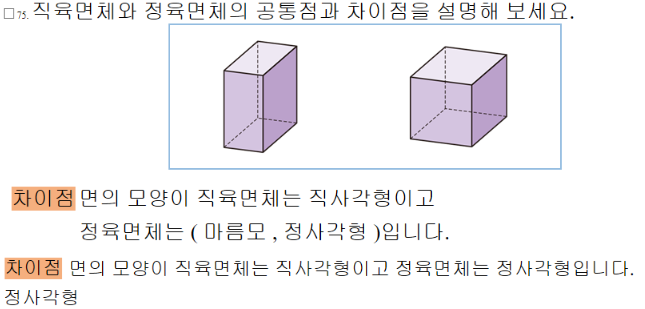 □75. 직육면체와 정육면체의 공통점과 차이점을 설명해 보세요.
차이점 면의 모양이 직육면체는 직사각형이고
정육면체는 ( 마름모 , 정사각형 )입니다.
차이점 면의 모양이 직육면체는 직사각형이고 정육면체는 정사각형입니다.
정사각형